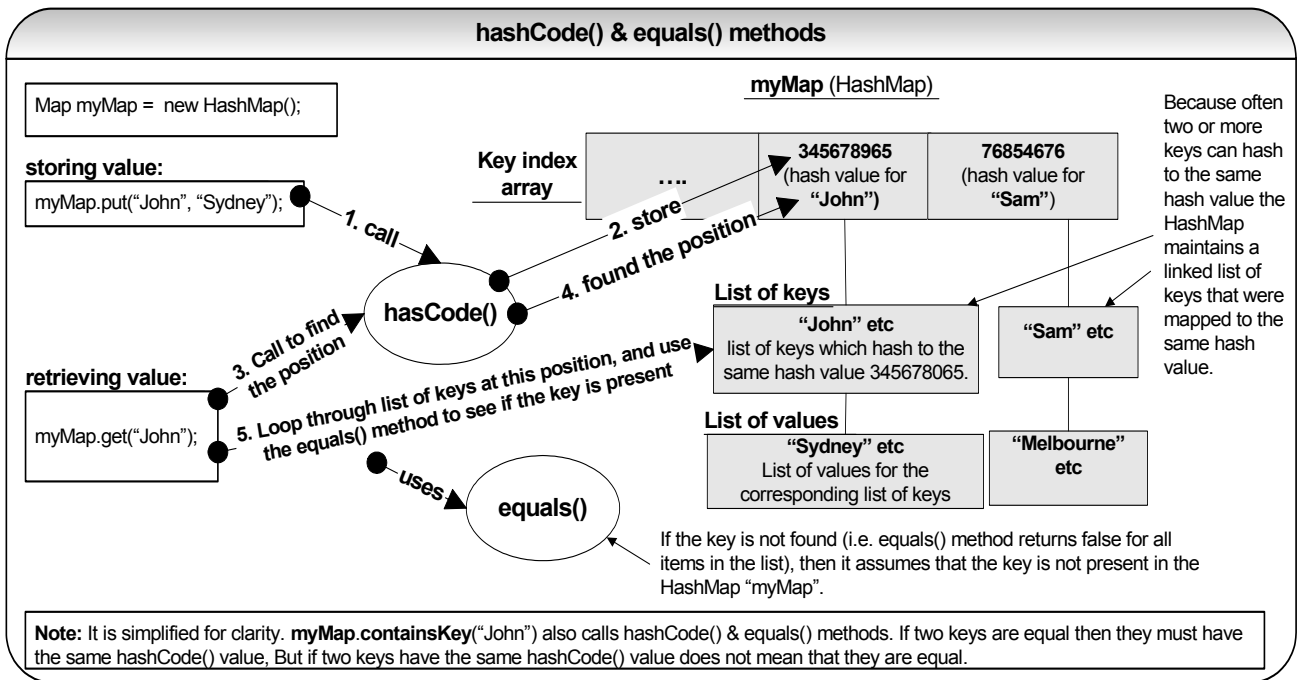 hashCode() & equals() methods
Map myMap = new HashMap();
storing value:
myMap.put(“John”, “Sydney”);
1. call
hasCode()
2. store
3. Call to find
the position
4. found the position
retrieving value:
myMap.get(“John”);
5. Loop through list of keys at this position, and use
the equals() method to see if the key is present
uses
equals()
myMap (HashMap)
Key index
array
....
345678965
(hash value for
“John”)
76854676
(hash value for
“Sam”)
List of keys
“John” etc
list of keys which hash to the
same hash value 345678065.
“Sam” etc
List of values
“Sydney” etc
List of values for the
corresponding list of keys
“Melbourne”
etc
Because often
two or more
keys can hash
to the same
hash value the
HashMap
maintains a
linked list of
keys that were
mapped to the
same hash
value.
If the key is not found (i.e. equals() method returns false for all
items in the list), then it assumes that the key is not present in the
HashMap “myMap”.
Note: It is simplified for clarity. myMap.containsKey(“John”) also calls hashCode() & equals() methods. If two keys are equal then they must have
the same hashCode() value, But if two keys have the same hashCode() value does not mean that they are equal.